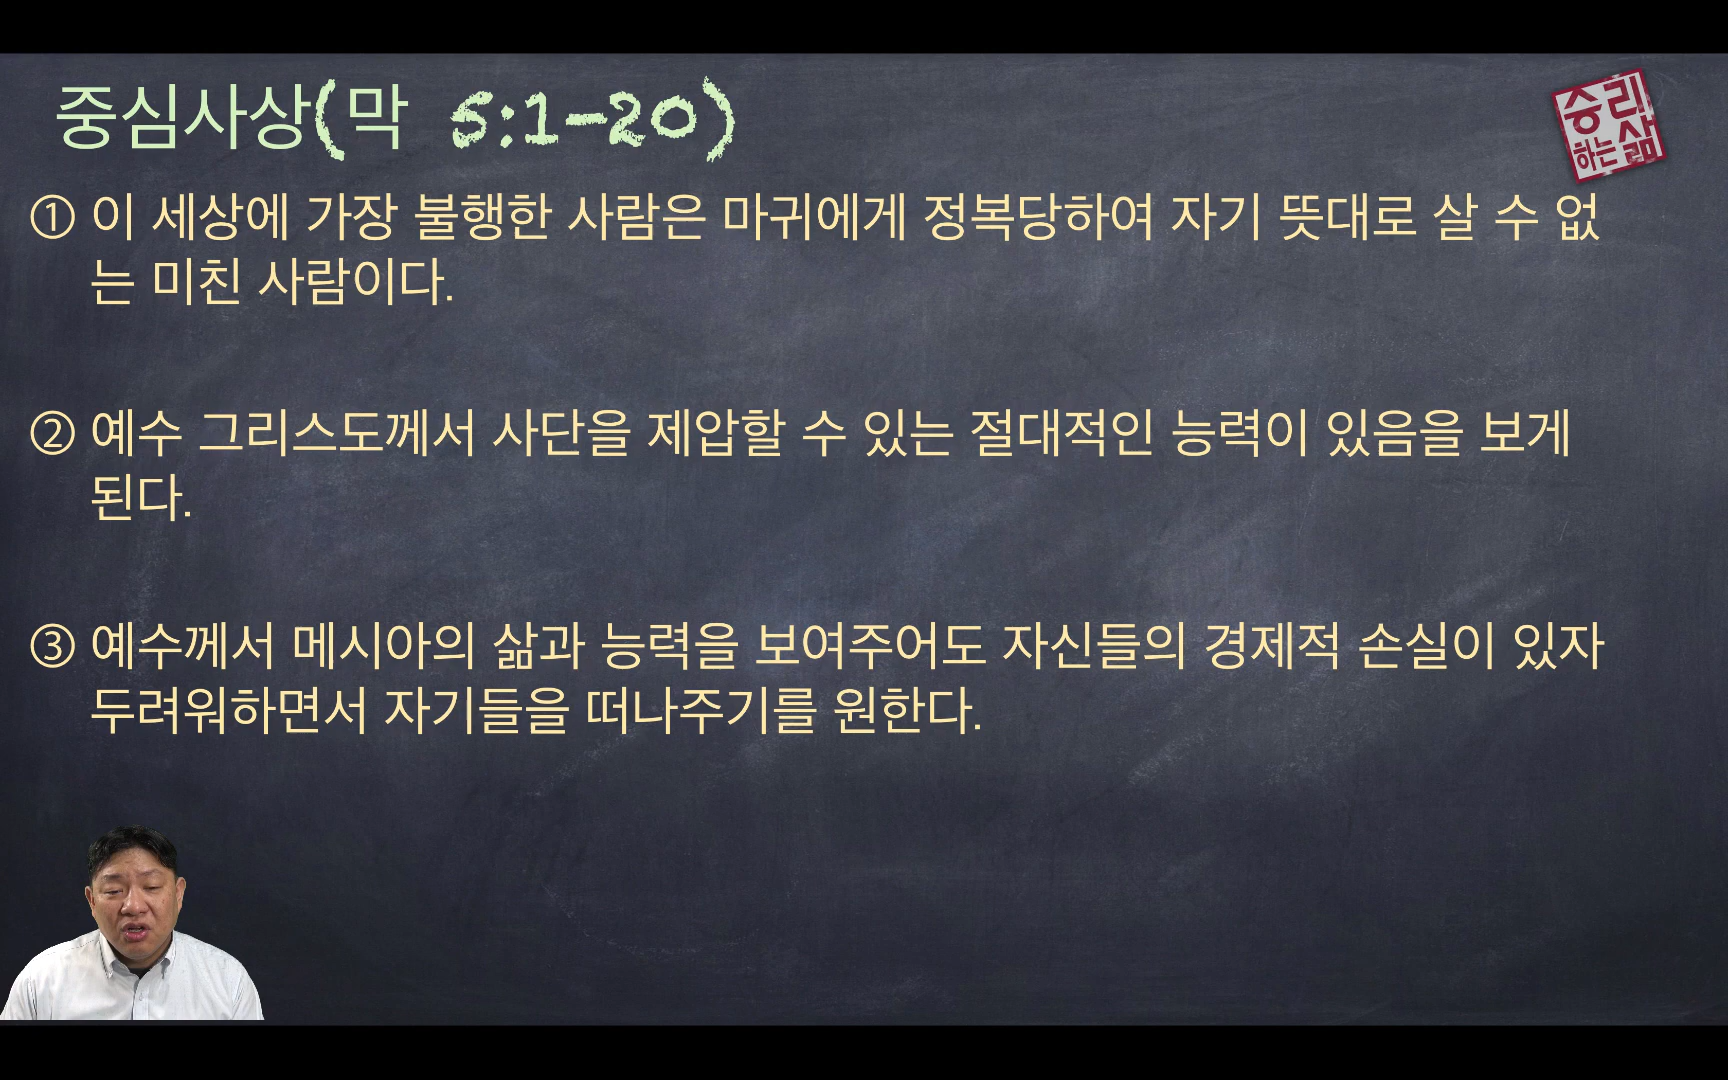 중심사상(막 5:1-20)
승리
하는 삶
① 이 세상에 가장 불행한 사람은 마귀에게 정복당하여 자기 뜻대로 살 수 없
는 미친 사람이다.
② 예수 그리스도께서 사단을 제압할 수 있는 절대적인 능력이 있음을 보게
된다.
③ 예수께서 메시아의 삶과 능력을 보여주어도 자신들의 경제적 손실이 있자
두려워하면서 자기들을 떠나주기를 원한다.